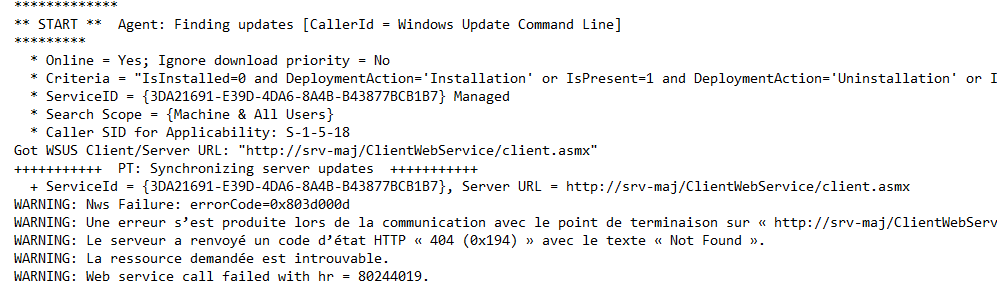 *************
** START **  Agent: Finding updates [CallerId = Windows Update Command Line]
*********
* Online = Yes; Ignore download priority = No
* Criteria = "IsInstalled=0 and DeploymentAction='Installation' or IsPresent=1 and DeploymentAction='Uninstallation' or I
* ServiceID = {3DA21691-E39D-4DA6-8A4B-B43877BCB1B7} Managed
* Search Scope = {Machine & All Users}
* Caller SID for Applicability: S-1-5-18
Got WSUS Client/Server URL: "http://srv-maj/ClientWebService/client.asmx"
+++++++++++  PT: Synchronizing server updates  +++++++++++
+ ServiceId = {3DA21691-E39D-4DA6-8A4B-B43877BCB1B7}, Server URL = http://srv-maj/ClientWebService/client.asmx
WARNING: Nws Failure: errorCode=0x803d000d
WARNING: Une erreur s’est produite lors de la communication avec le point de terminaison sur « http://srv-maj/ClientWebServ
WARNING: Le serveur a renvoyé un code d’état HTTP « 404 (0x194) » avec le texte « Not Found ».
WARNING: La ressource demandée est introuvable.
WARNING: Web service call failed with hr = 80244019.